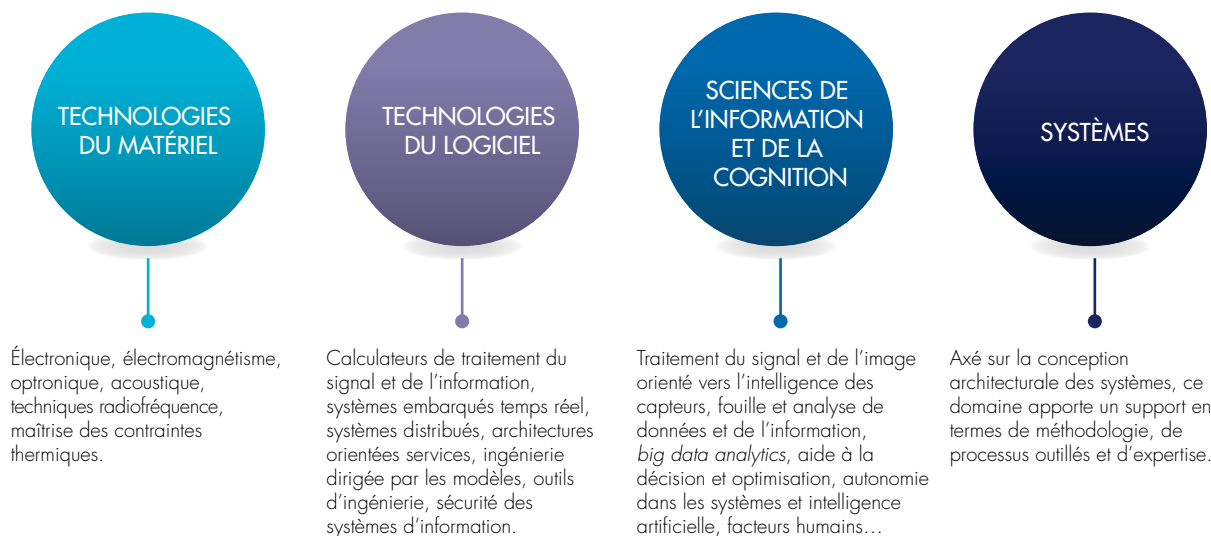 TECHNOLOGIES
DU MATÉRIEL
Électronique, électromagnétisme,
optronique, acoustique,
techniques radiofréquence,
maîtrise des contraintes
thermiques.
TECHNOLOGIES
DU LOGICIEL
Calculateurs de traitement du
signal et de l’information,
systèmes embarqués temps réel,
systèmes distribués, architectures
orientées services, ingénierie
dirigée par les modèles, outils
d’ingénierie, sécurité des
systèmes d’information.
SCIENCES DE
L’INFORMATION
ET DE LA
COGNITION
Traitement du signal et de l’image
orienté vers l’intelligence des
capteurs, fouille et analyse de
données et de l’information,
big data analytics, aide à la
décision et optimisation, autonomie
dans les systèmes et intelligence
artificielle, facteurs humains…
SYSTÈMES
Axé sur la conception
architecturale des systèmes, ce
domaine apporte un support en
termes de méthodologie, de
processus outillés et d’expertise.